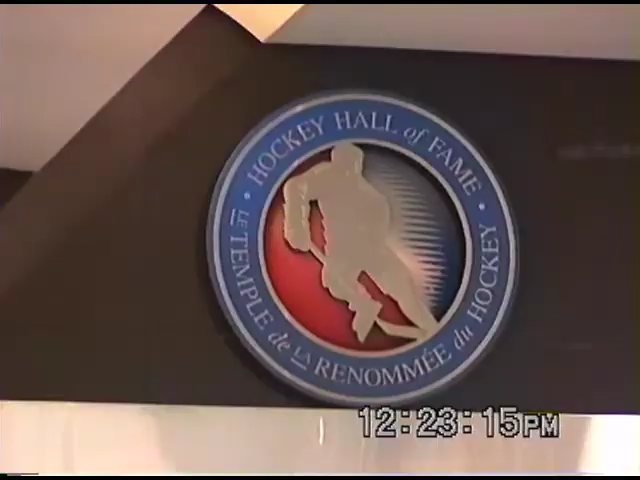 HOCKEY HALL of FAME
LE TEMPLE de LA RENOMMÉE du HOCKEY
12:23:15PM